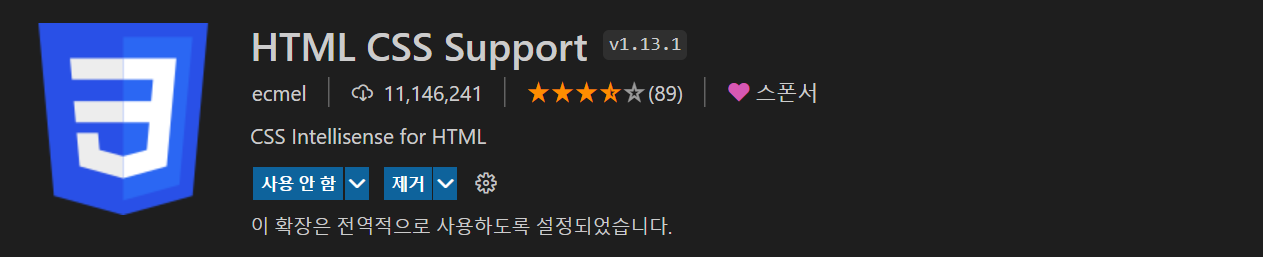 HTML CSS Support v1.13.1
ecmel 11,146,241 (89) 스폰서
CSS Intellisense for HTML
사용 안 함 제거
이 확장은 전역적으로 사용하도록 설정되었습니다.